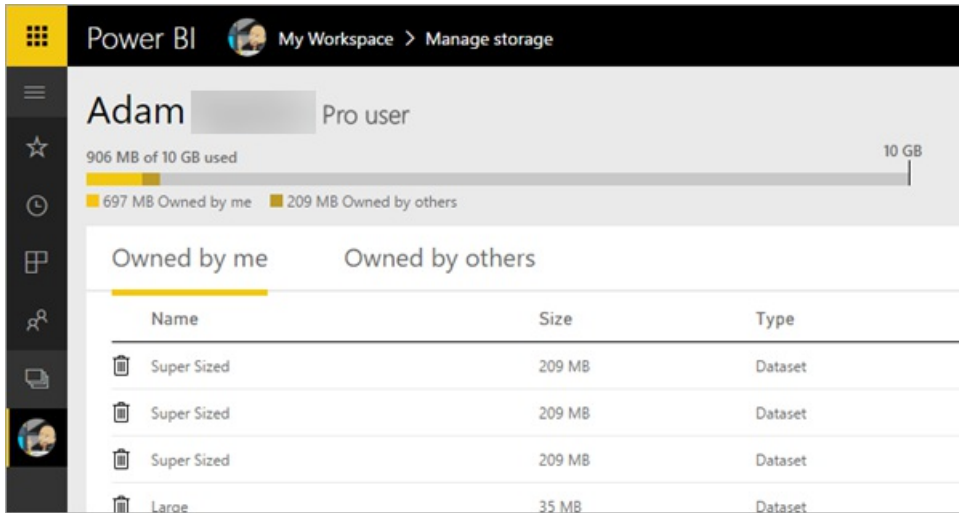 Power BI My Workspace > Manage storage
Adam Pro user
906 MB of 10 GB used 10 GB
697 MB Owned by me 209 MB Owned by others
Owned by me Owned by others
Name Size Type
Super Sized 209 MB Dataset
Super Sized 209 MB Dataset
Super Sized 209 MB Dataset
Large 35 MB Dataset